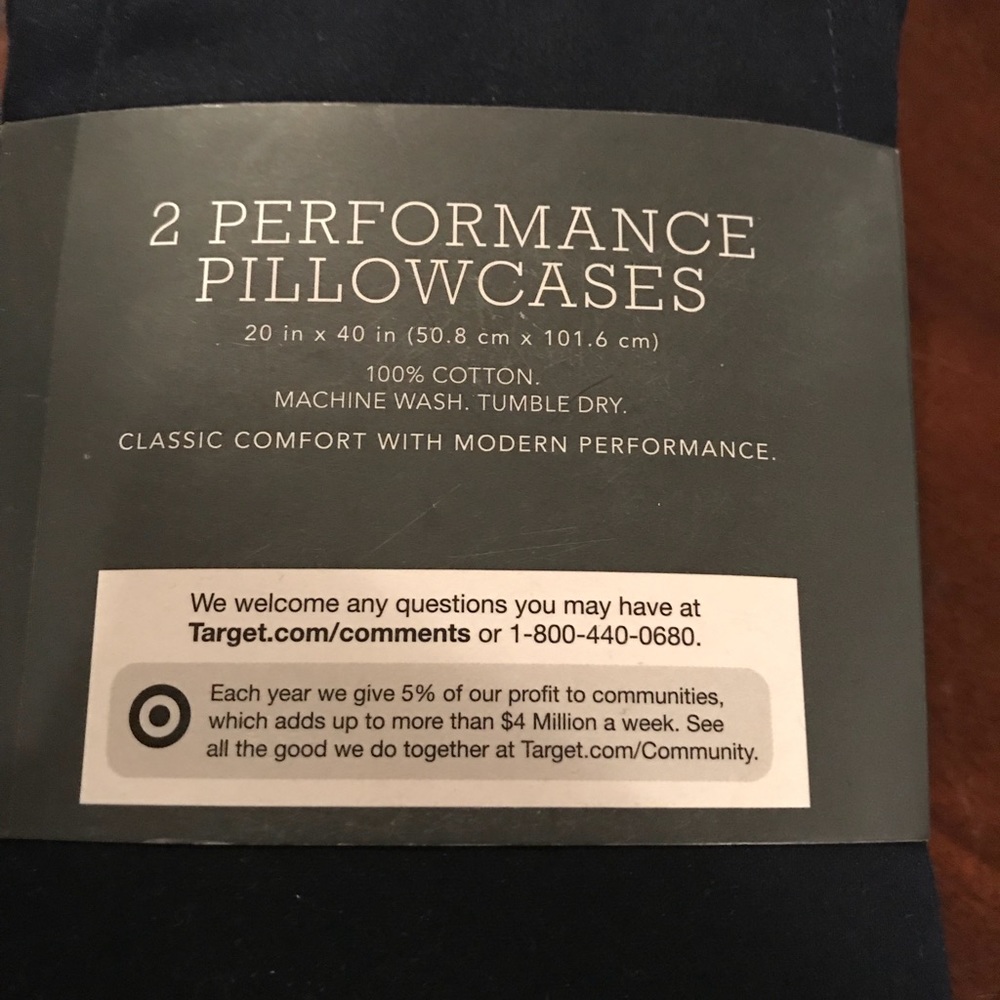 2 PERFORMANCE
PILLOWCASES
20 in x 40 in (50.8 cm x 101.6 cm)
100% COTTON.
MACHINE WASH. TUMBLE DRY.
CLASSIC COMFORT WITH MODERN PERFORMANCE.
We welcome any questions you may have at
Target.com/comments or 1-800-440-0680.
Each year we give 5% of our profit to communities,
which adds up to more than $4 Million a week. See
all the good we do together at Target.com/Community.